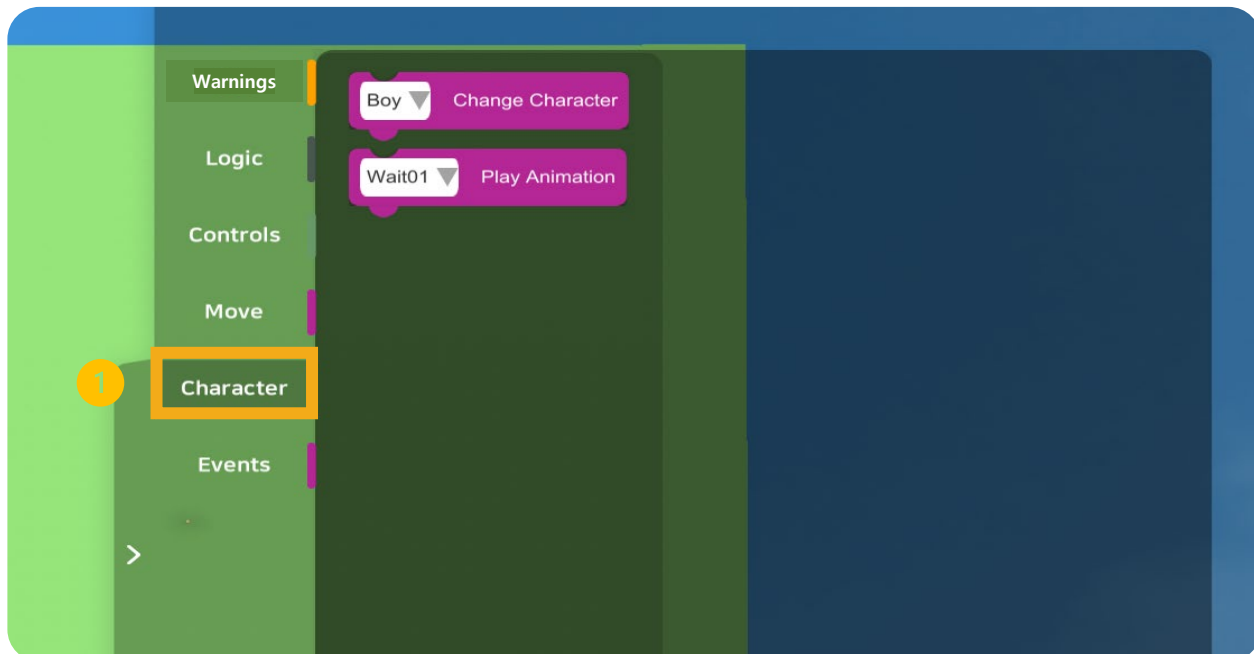 Warnings
Logic
Controls
Move
1
Character
Events
>
Boy Change Character
Wait01 Play Animation